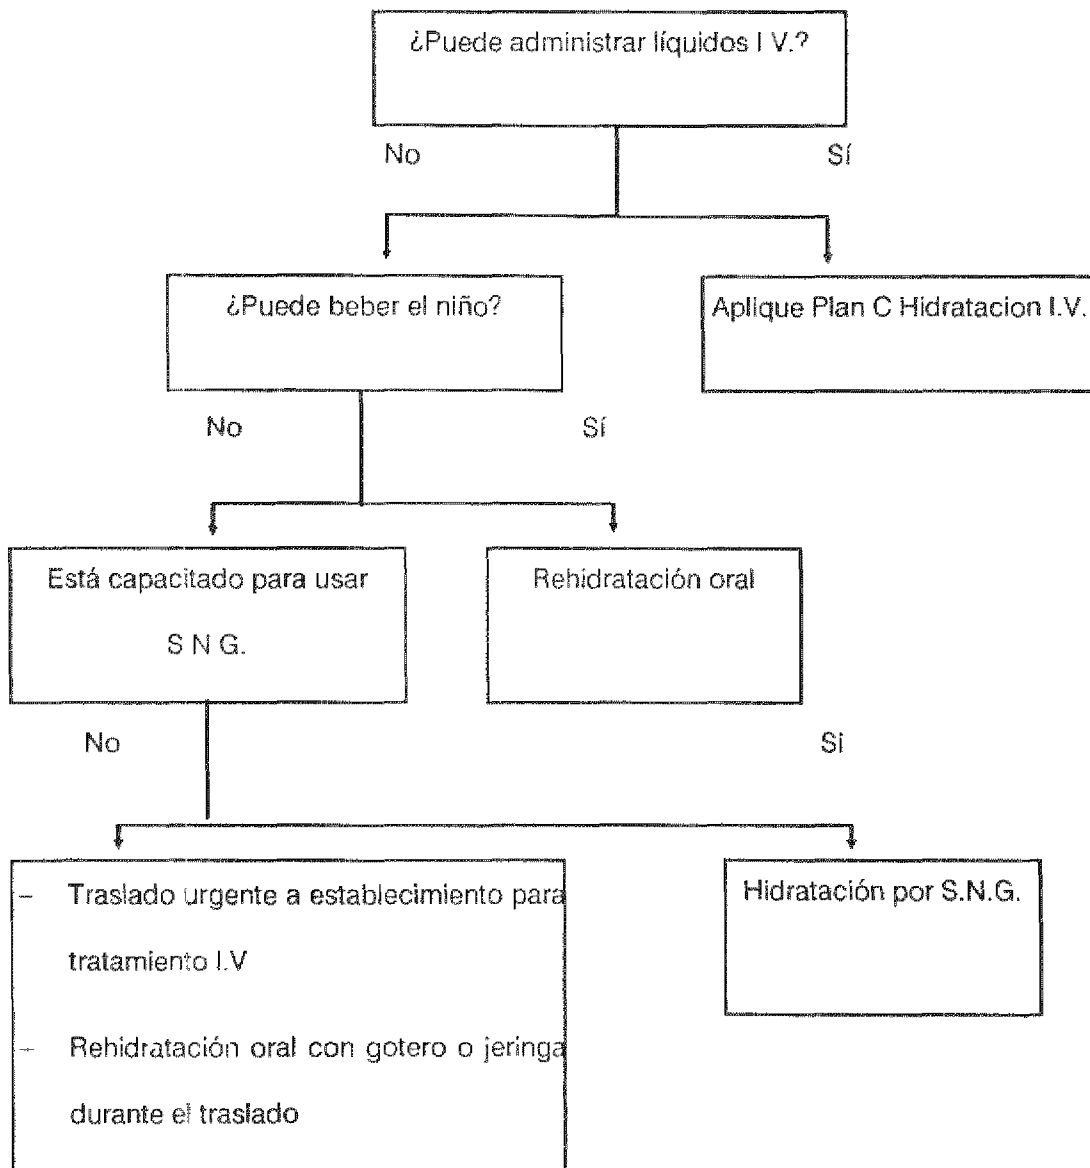 ¿Puede administrar líquidos I V.?
No
Sí
¿Puede beber el niño?
Aplique Plan C Hidratacion I.V.
No
Sí
Está capacitado para usar
S N G.
Rehidratación oral
No
Si
– Traslado urgente a establecimiento para
tratamiento I.V
– Rehidratación oral con gotero o jeringa
durante el traslado
Hidratación por S.N.G.